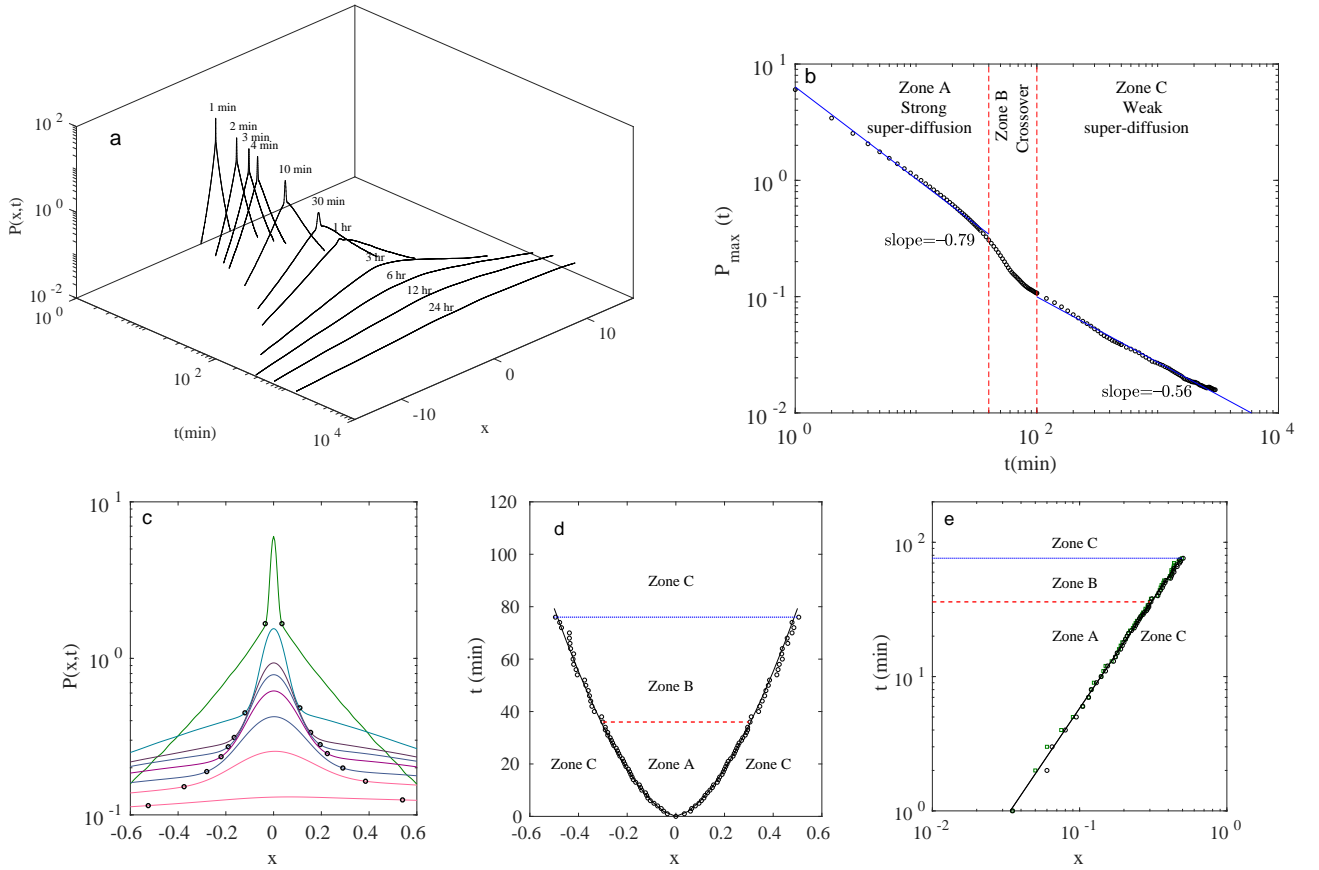 a
1 min
2 min
3 min
4 min
10 min
30 min
1 hr
3 hr
6 hr
12 hr
24 hr
10^2
10^0
10^-2
P(x,t)
10^0
10^2
10^4
t(min)
-10
0
10
x
b
Zone A
Strong
super-diffusion
Zone B
Crossover
Zone C
Weak
super-diffusion
slope=−0.79
slope=−0.56
10^1
10^0
10^-1
10^-2
P_max (t)
10^0
10^2
10^4
t(min)
c
10^1
10^0
10^-1
P(x,t)
-0.6
-0.4
-0.2
0
0.2
0.4
0.6
x
d
120
100
80
60
40
20
0
t (min)
Zone C
Zone B
Zone C
Zone A
Zone C
-0.6
-0.4
-0.2
0
0.2
0.4
0.6
x
e
10^2
10^1
10^0
t (min)
Zone C
Zone B
Zone A
Zone C
10^-2
10^-1
10^0
x